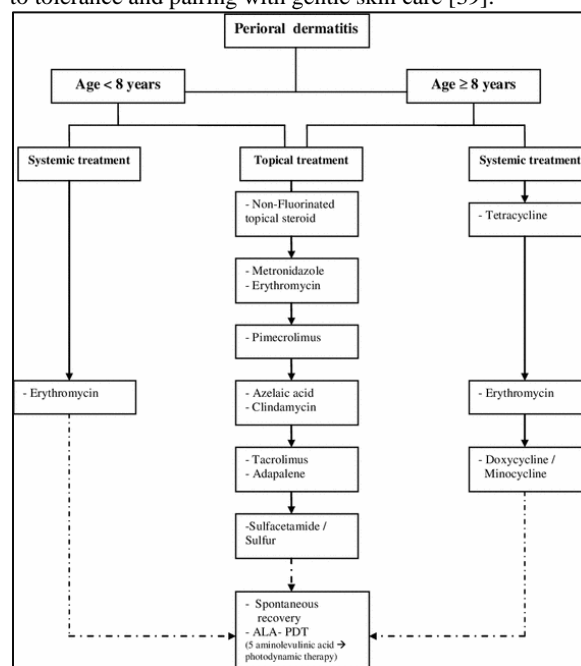 to tolerance and pairing with gentle skin care [39].
Perioral dermatitis
Age < 8 years
Age ≥ 8 years
Systemic treatment
Topical treatment
Systemic treatment
- Non-Fluorinated
topical steroid
- Tetracycline
- Metronidazole
- Erythromycin
- Pimecrolimus
- Erythromycin
- Azelaic acid
- Clindamycin
- Erythromycin
- Tacrolimus
- Adapalene
- Doxycycline /
Minocycline
-Sulfacetamide /
Sulfur
- Spontaneous
recovery
- ALA- PDT
(5 aminolevulinic acid →
photodynamic therapy)